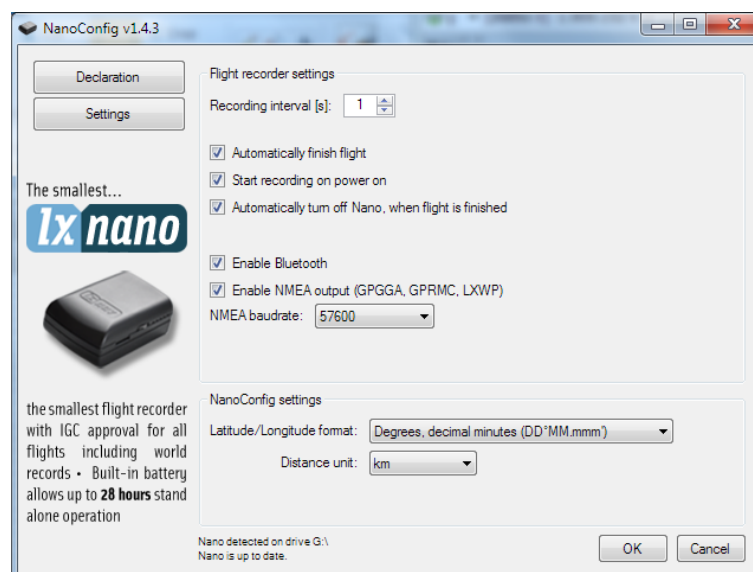 NanoConfig v1.4.3
Declaration
Settings
The smallest...
lx nano
the smallest flight recorder
with IGC approval for all
flights including world
records • Built-in battery
allows up to 28 hours stand
alone operation
Flight recorder settings
Recording interval [s]: 1
Automatically finish flight
Start recording on power on
Automatically turn off Nano, when flight is finished
Enable Bluetooth
Enable NMEA output (GPGGA, GPRMC, LXWP)
NMEA baudrate: 57600
NanoConfig settings
Latitude/Longitude format: Degrees, decimal minutes (DD°MM.mmm')
Distance unit: km
Nano detected on drive G:\
Nano is up to date.
OK
Cancel